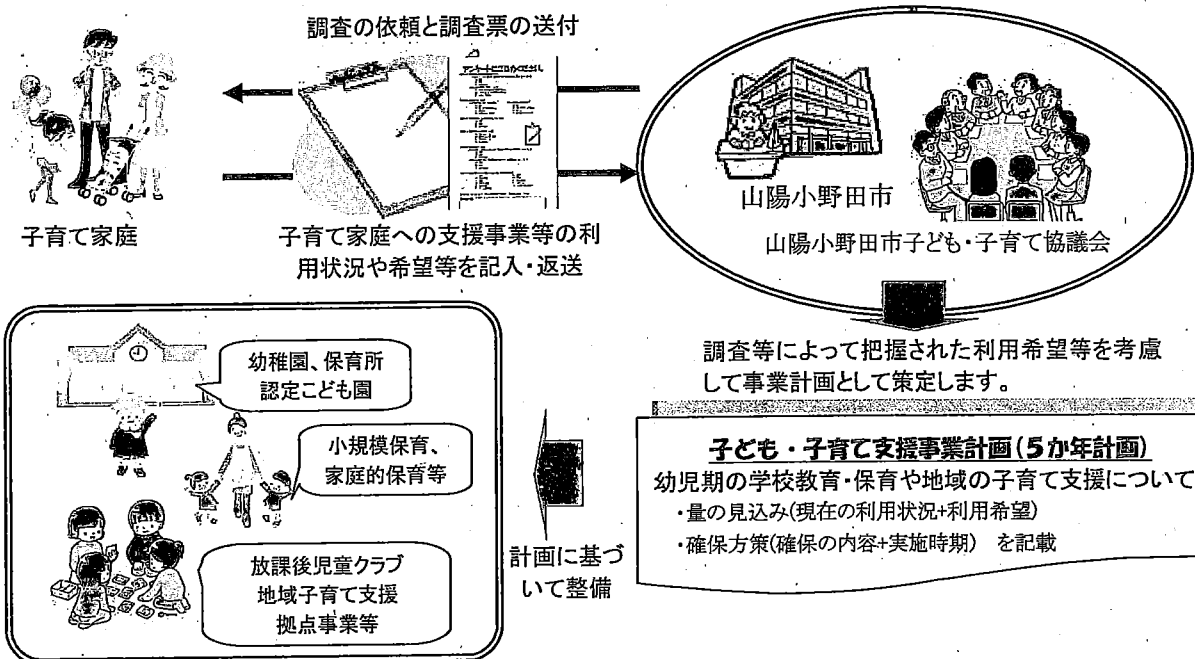 調査の依頼と調査票の送付
子育て家庭
子育て家庭への支援事業等の利
用状況や希望等を記入・返送
山陽小野田市
山陽小野田市子ども・子育て協議会
調査等によって把握された利用希望等を考慮
して事業計画として策定します。
子ども・子育て支援事業計画(5か年計画)
幼児期の学校教育・保育や地域の子育て支援について
・量の見込み(現在の利用状況+利用希望)
・確保方策(確保の内容+実施時期) を記載
計画に基づ
いて整備
幼稚園、保育所
認定こども園
小規模保育、
家庭的保育等
放課後児童クラブ
地域子育て支援
拠点事業等